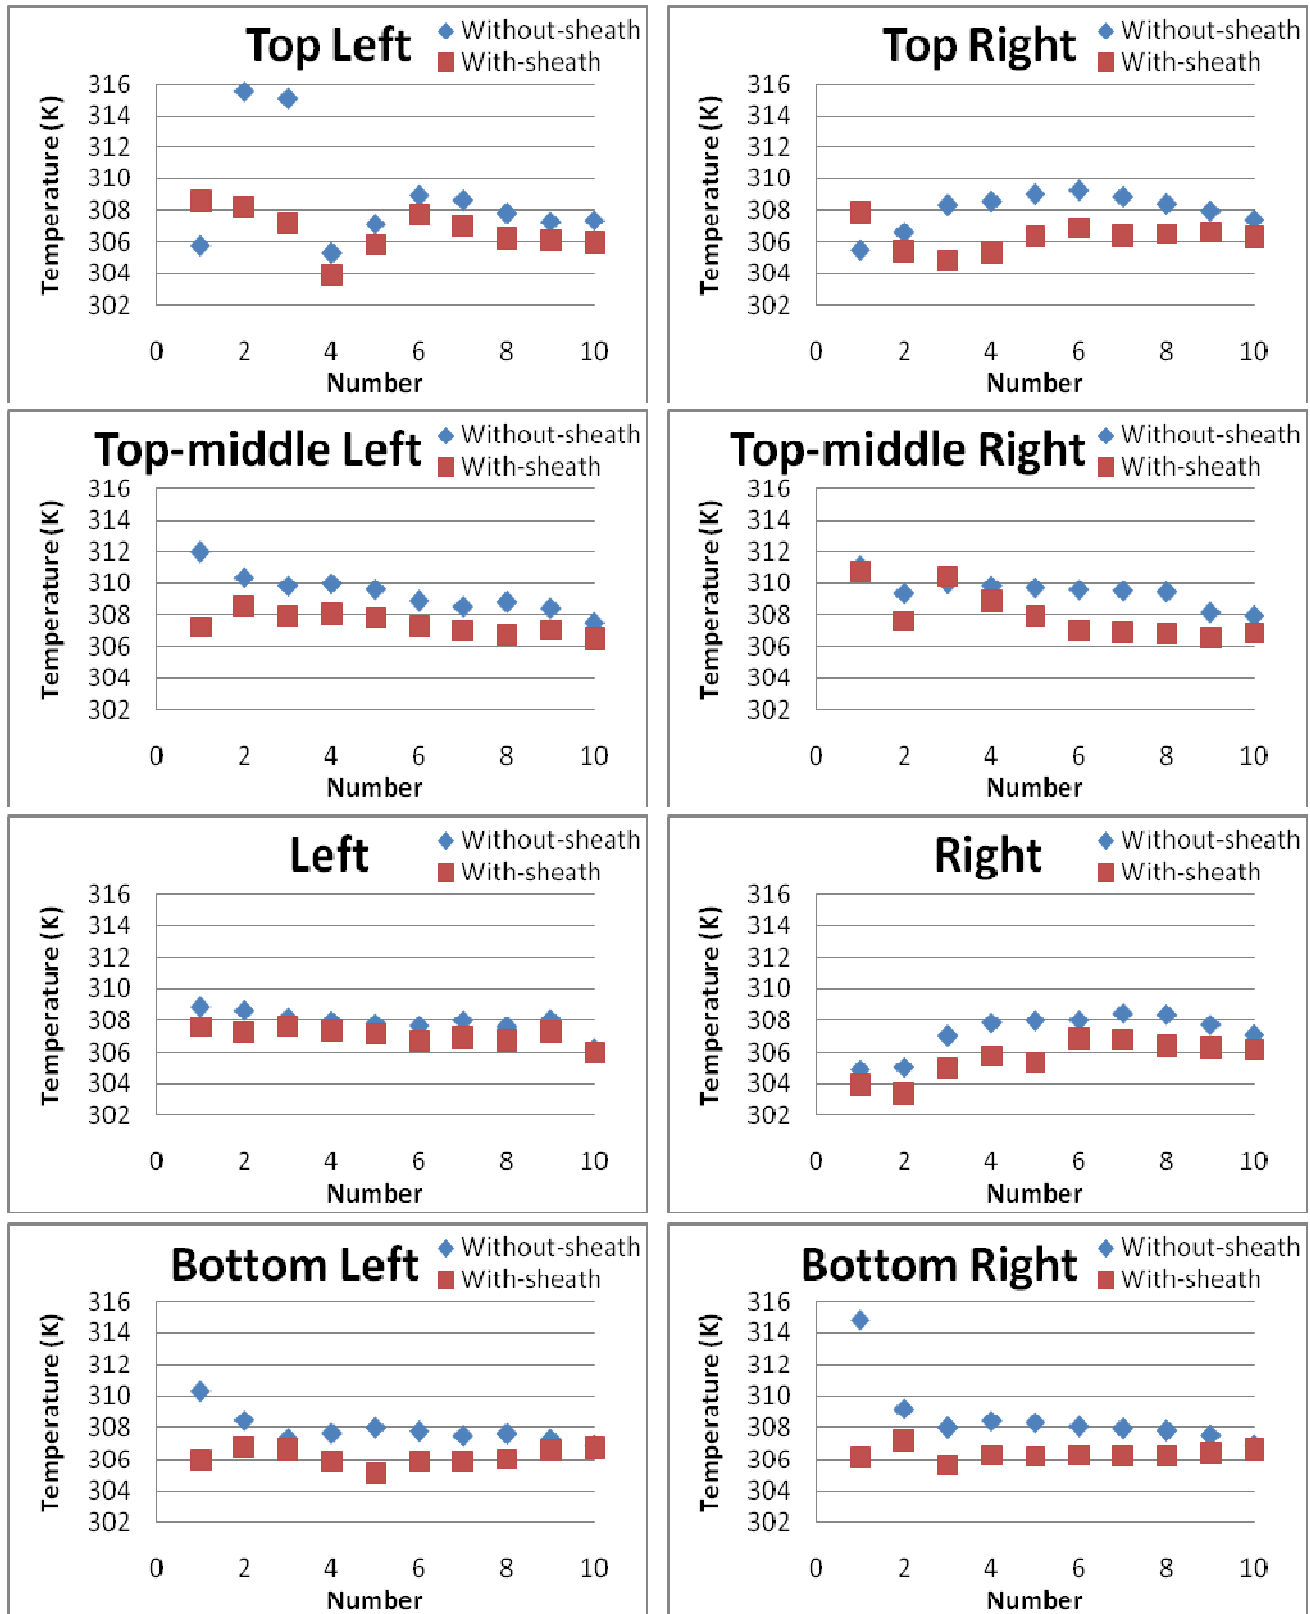 Top Left
Without-sheath
With-sheath
Temperature (K)
316
314
312
310
308
306
304
302
0 2 4 6 8 10
Number
Top Right
Without-sheath
With-sheath
Temperature (K)
316
314
312
310
308
306
304
302
0 2 4 6 8 10
Number
Top-middle Left
Without-sheath
With-sheath
Temperature (K)
316
314
312
310
308
306
304
302
0 2 4 6 8 10
Number
Top-middle Right
Without-sheath
With-sheath
Temperature (K)
316
314
312
310
308
306
304
302
0 2 4 6 8 10
Number
Left
Without-sheath
With-sheath
Temperature (K)
316
314
312
310
308
306
304
302
0 2 4 6 8 10
Number
Right
Without-sheath
With-sheath
Temperature (K)
316
314
312
310
308
306
304
302
0 2 4 6 8 10
Number
Bottom Left
Without-sheath
With-sheath
Temperature (K)
316
314
312
310
308
306
304
302
0 2 4 6 8 10
Number
Bottom Right
Without-sheath
With-sheath
Temperature (K)
316
314
312
310
308
306
304
302
0 2 4 6 8 10
Number